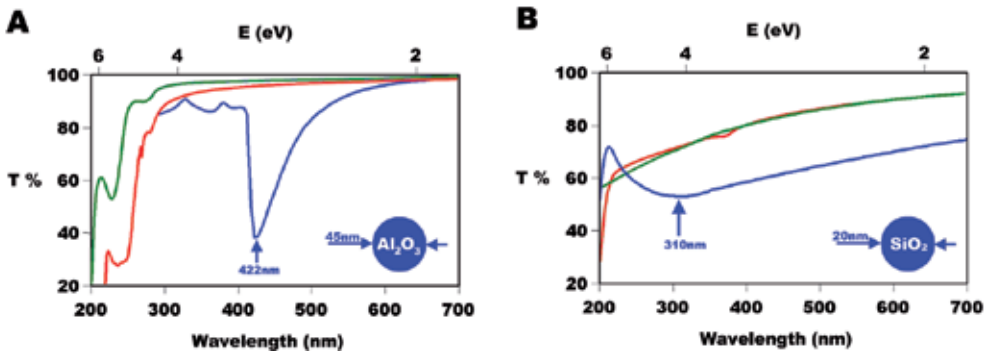 A
E (eV)
6 4 2
100
80
T % 60
40
20
45nm Al₂O₃
422nm
200 300 400 500 600 700
Wavelength (nm)
B
E (eV)
6 4 2
100
80
T % 60
40
20
20nm SiO₂
310nm
200 300 400 500 600 700
Wavelength (nm)